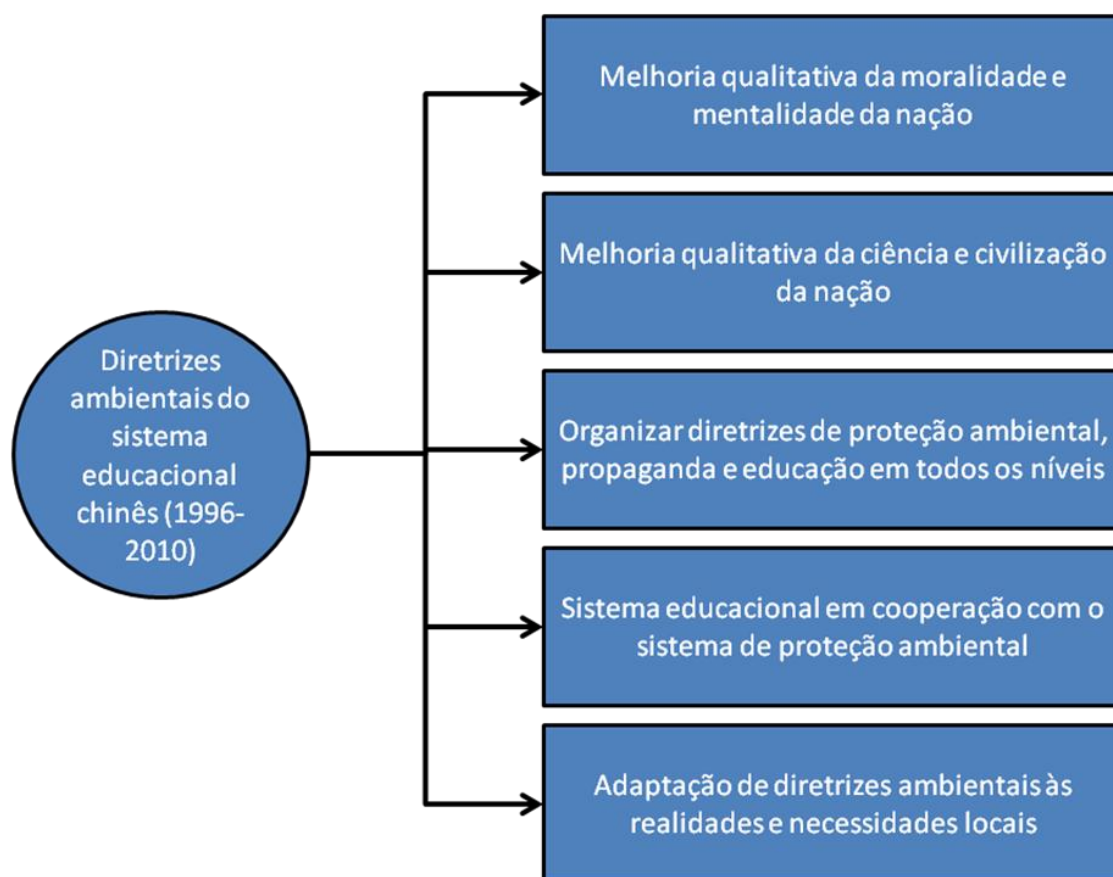 Diretrizes
ambientais do
sistema
educacional
chinês (1996-
2010)
Melhoria qualitativa da moralidade e
mentalidade da nação
Melhoria qualitativa da ciência e civilização
da nação
Organizar diretrizes de proteção ambiental,
propaganda e educação em todos os níveis
Sistema educacional em cooperação com o
sistema de proteção ambiental
Adaptação de diretrizes ambientais às
realidades e necessidades locais